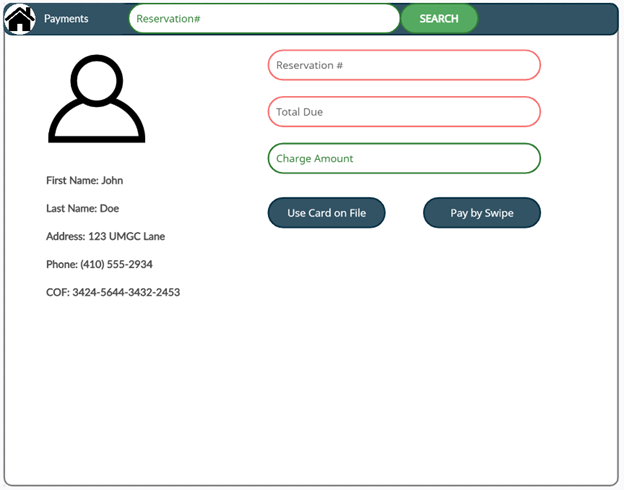 Payments
Reservation#
SEARCH
Reservation #
Total Due
Charge Amount
Use Card on File
Pay by Swipe
First Name: John
Last Name: Doe
Address: 123 UMGC Lane
Phone: (410) 555-2934
COF: 3424-5644-3432-2453